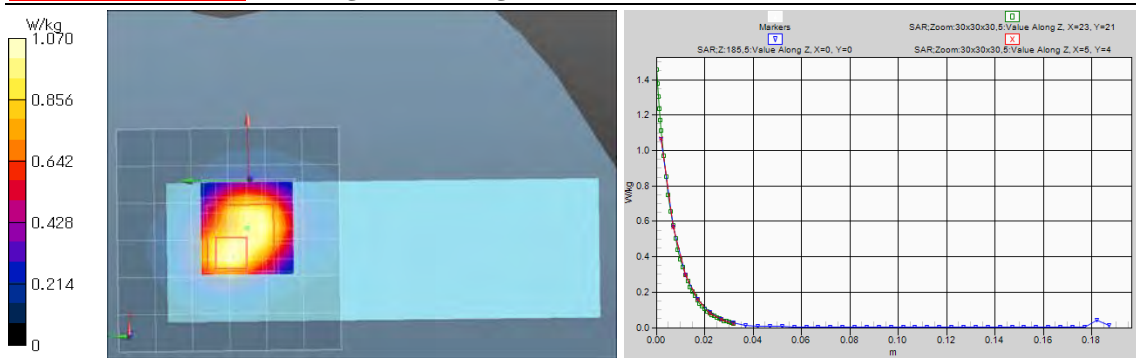 W/kg
1.070
0.856
0.642
0.428
0.214
0
Markers
SAR;Z:185,5:Value Along Z, X=0, Y=0
SAR;Zoom:30x30x30,5:Value Along Z, X=23, Y=21
SAR;Zoom:30x30x30,5:Value Along Z, X=5, Y=4
W/kg
1.4
1.2
1.0
0.8
0.6
0.4
0.2
0.0
0.00 0.02 0.04 0.06 0.08 0.10 0.12 0.14 0.16 0.18
m